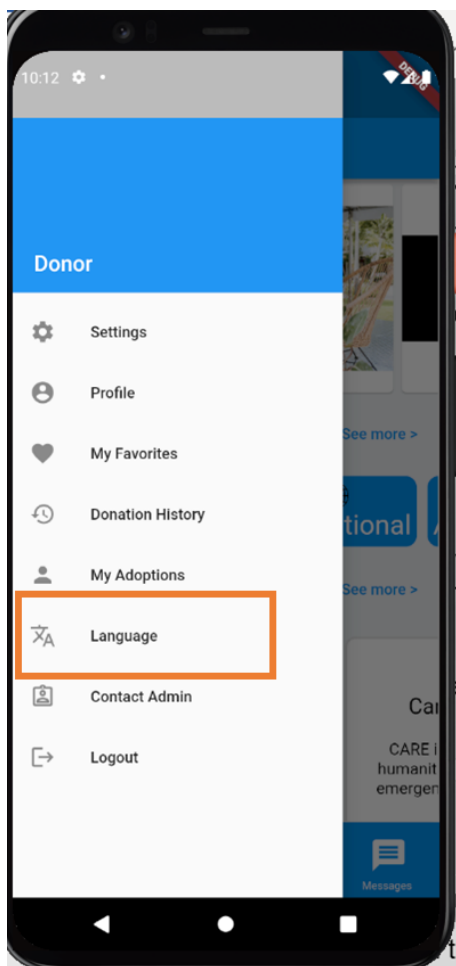 10:12
DEBUG
Donor
Settings
Profile
My Favorites
See more >
Donation History
tional
My Adoptions
See more >
Language
Contact Admin
Car
Logout
CARE i
humanit
emergen
Messages